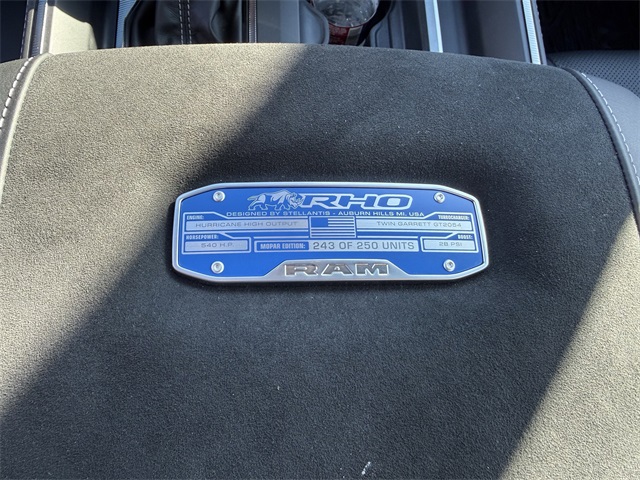 RHO
DESIGNED BY STELLANTIS - AUBURN HILLS MI, USA
ENGINE:
HURRICANE HIGH OUTPUT
TURBOCHARGER:
TWIN GARRETT GT2054
HORSEPOWER:
540 H.P.
MOPAR EDITION:
243 OF 250 UNITS
BOOST:
28 PSI
RAM